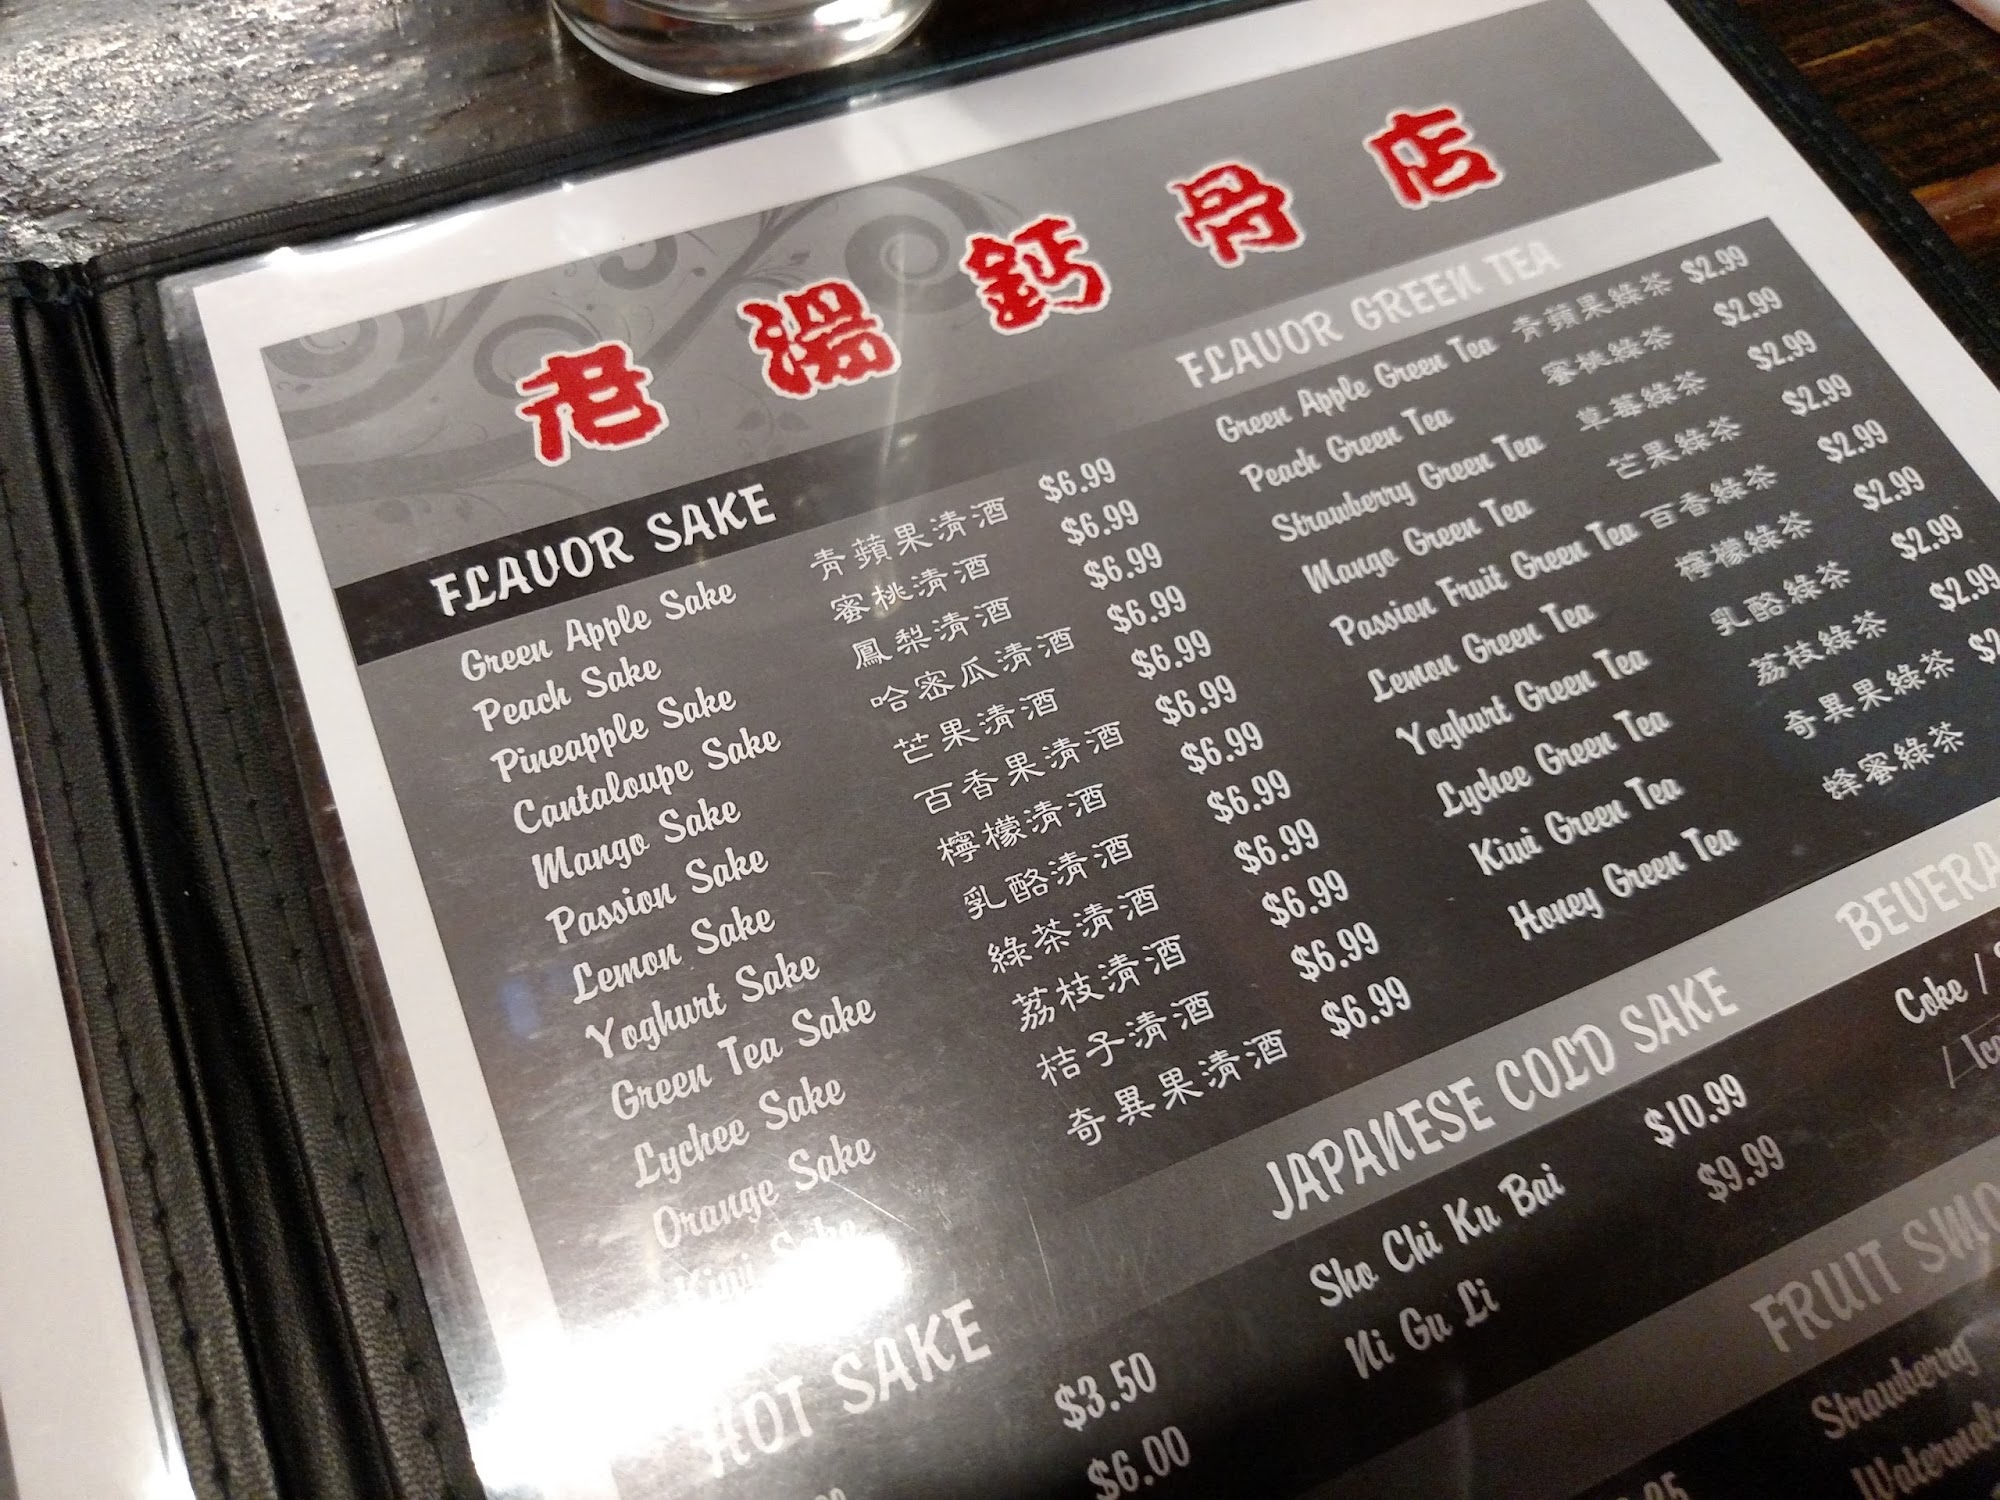 老湯鈣骨店
FLAVOR SAKE
Green Apple Sake 青蘋果清酒 $6.99
Peach Sake 蜜桃清酒 $6.99
Pineapple Sake 鳳梨清酒 $6.99
Cantaloupe Sake 哈密瓜清酒 $6.99
Mango Sake 芒果清酒 $6.99
Passion Sake 百香果清酒 $6.99
Lemon Sake 檸檬清酒 $6.99
Yoghurt Sake 乳酪清酒 $6.99
Green Tea Sake 綠茶清酒 $6.99
Lychee Sake 荔枝清酒 $6.99
Orange Sake 桔子清酒 $6.99
Kiwi Sake 奇異果清酒 $6.99
HOT SAKE
$3.50
$6.00
FLAVOR GREEN TEA
Green Apple Green Tea 青蘋果綠茶 $2.99
Peach Green Tea 蜜桃綠茶 $2.99
Strawberry Green Tea 草莓綠茶 $2.99
Mango Green Tea 芒果綠茶 $2.99
Passion Fruit Green Tea 百香綠茶 $2.99
Lemon Green Tea 檸檬綠茶 $2.99
Yoghurt Green Tea 乳酪綠茶 $2.99
Lychee Green Tea 荔枝綠茶 $2.99
Kiwi Green Tea 奇異果綠茶 $2
Honey Green Tea 蜂蜜綠茶
JAPANESE COLD SAKE
Sho Chi Ku Bai $10.99
Ni Gu Li $9.99
BEVERA
Coke /
/ Ice
FRUIT SMO
Strawberry
Watermel